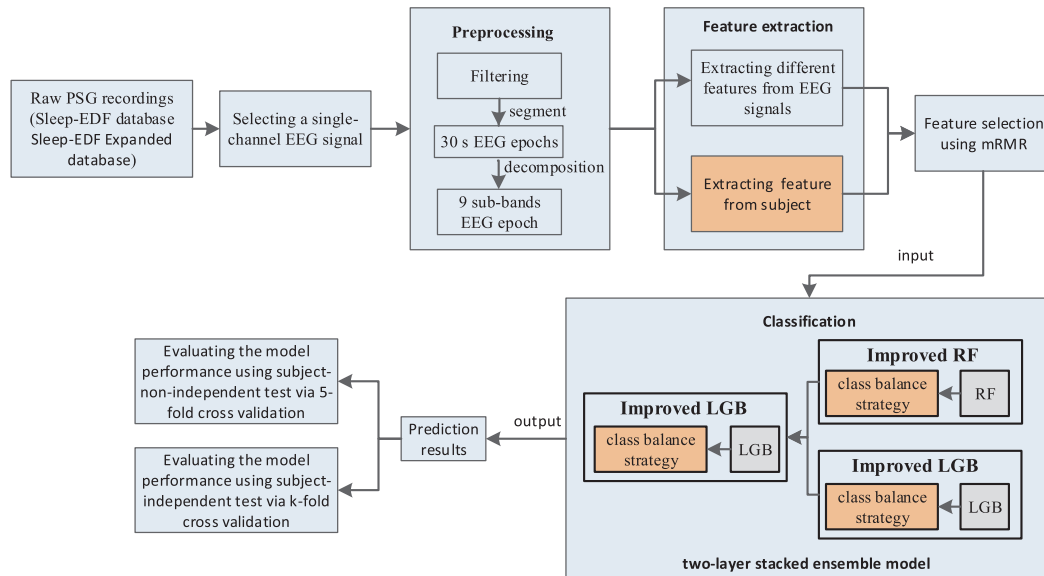 Raw PSG recordings
(Sleep-EDF database
Sleep-EDF Expanded
database)
Selecting a single-
channel EEG signal
Preprocessing
Filtering
segment
30 s EEG epochs
decomposition
9 sub-bands
EEG epoch
Feature extraction
Extracting different
features from EEG
signals
Extracting feature
from subject
Feature selection
using mRMR
input
Classification
Improved RF
class balance
strategy
RF
Improved LGB
class balance
strategy
LGB
Improved LGB
class balance
strategy
LGB
two-layer stacked ensemble model
output
Prediction
results
Evaluating the model
performance using subject-
non-independent test via 5-
fold cross validation
Evaluating the model
performance using subject-
independent test via k-fold
cross validation